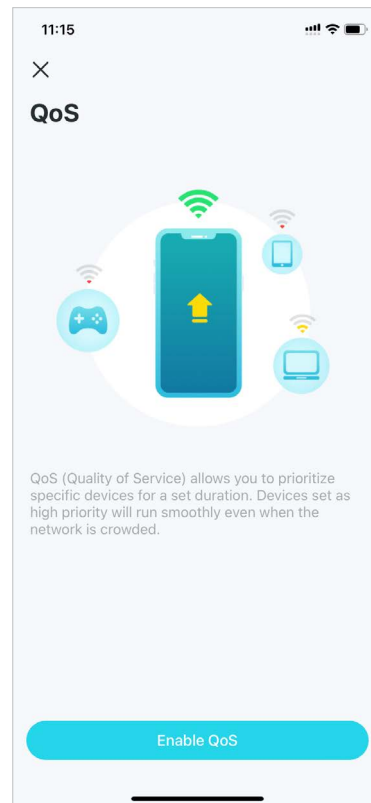 11:15
QoS
QoS (Quality of Service) allows you to prioritize
specific devices for a set duration. Devices set as
high priority will run smoothly even when the
network is crowded.
Enable QoS